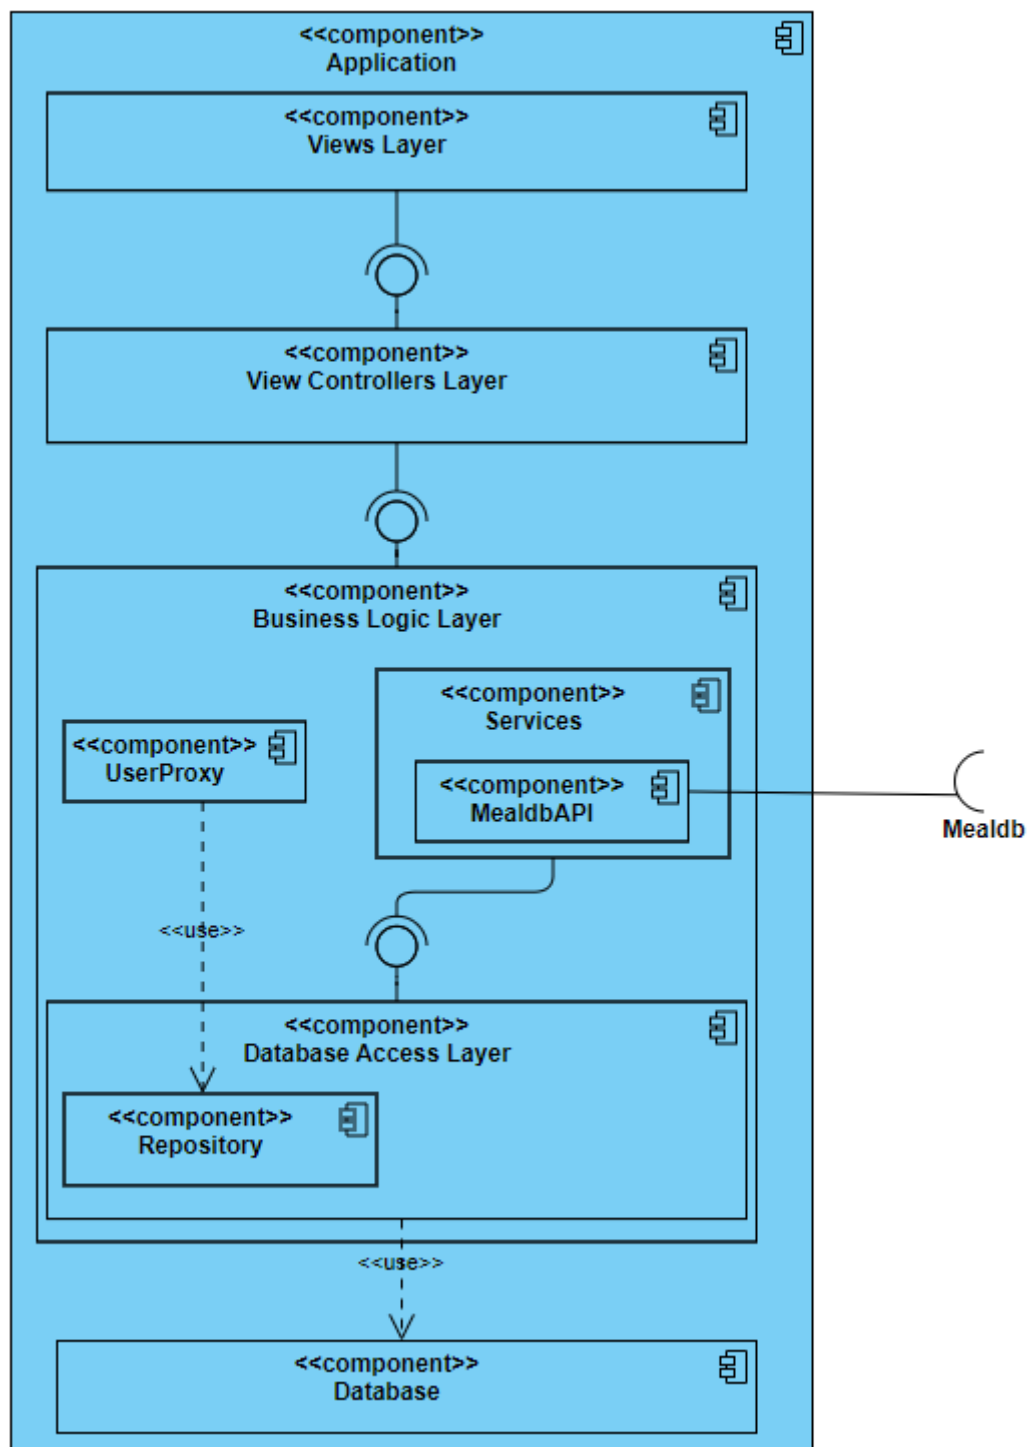 <<component>>
Application
<<component>>
Views Layer
<<component>>
View Controllers Layer
<<component>>
Business Logic Layer
<<component>>
Services
<<component>>
UserProxy
<<component>>
MealdbAPI
Mealdb
<<use>>
<<component>>
Database Access Layer
<<component>>
Repository
<<use>>
<<component>>
Database